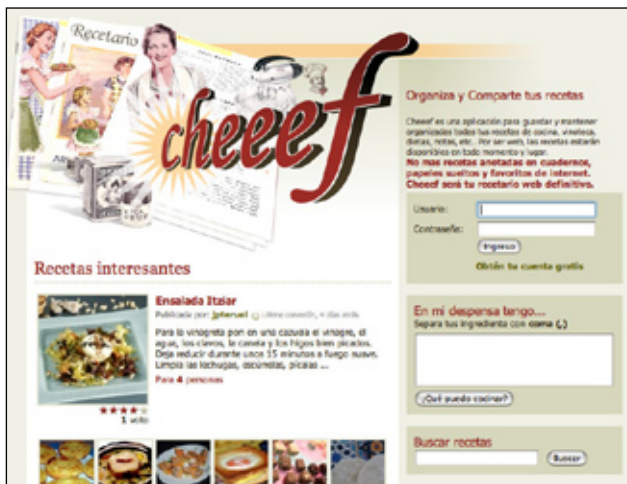 Recetario
cheeef
Organiza y Comparte tus recetas
Cheeef es una aplicación para guardar y mantener
organizadas todas tus recetas de cocina, vinoteca,
dietas, notas, etc.. Por ser web, las recetas estarán
disponibles en todo momento y lugar.
No mas recetas anotadas en cuadernos,
papeles sueltos y favoritos de internet.
Cheeef será tu recetario web definitivo.
Usuario:
Contraseña:
Ingreso
Obtén tu cuenta gratis
Recetas interesantes
Ensalada Itziar
Publicada por: jpteruel
Para la vinagreta pon en una cazuela el vinagre, el
agua, los clavos, la canela y los higos bien picados.
Deja reducir durante unos 15 minutos a fuego suave.
Limpia las lechugas, escúrrelas, pícalas ...
Para 4 personas
1 voto
En mi despensa tengo...
Separa tus ingrediente con coma (,)
¿Qué puedo cocinar?
Buscar recetas
Buscar